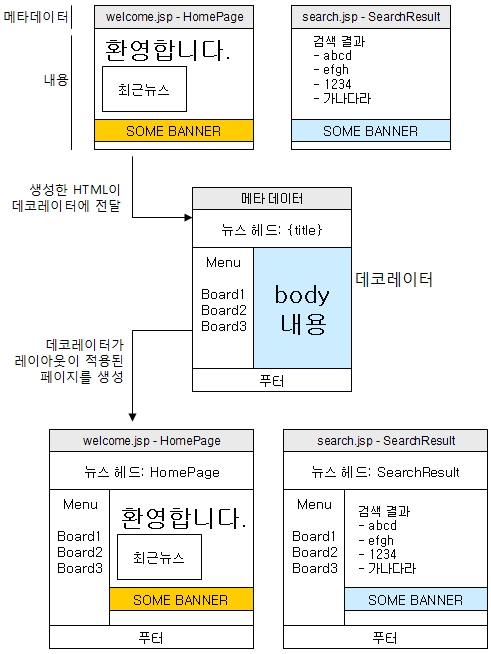 메타데이터
welcome.jsp - HomePage
search.jsp - SearchResult
내용
환영합니다.
최근뉴스
SOME BANNER
검색 결과
- abcd
- efgh
- 1234
- 가나다라
SOME BANNER
생성한 HTML이
데코레이터에 전달
메타 데이터
뉴스 헤드: {title}
Menu
Board1
Board2
Board3
body
내용
푸터
데코레이터
데코레이터가
레이아웃이 적용된
페이지를 생성
welcome.jsp - HomePage
뉴스 헤드: HomePage
Menu
Board1
Board2
Board3
환영합니다.
최근뉴스
SOME BANNER
푸터
search.jsp - SearchResult
뉴스 헤드: SearchResult
Menu
Board1
Board2
Board3
검색 결과
- abcd
- efgh
- 1234
- 가나다라
SOME BANNER
푸터